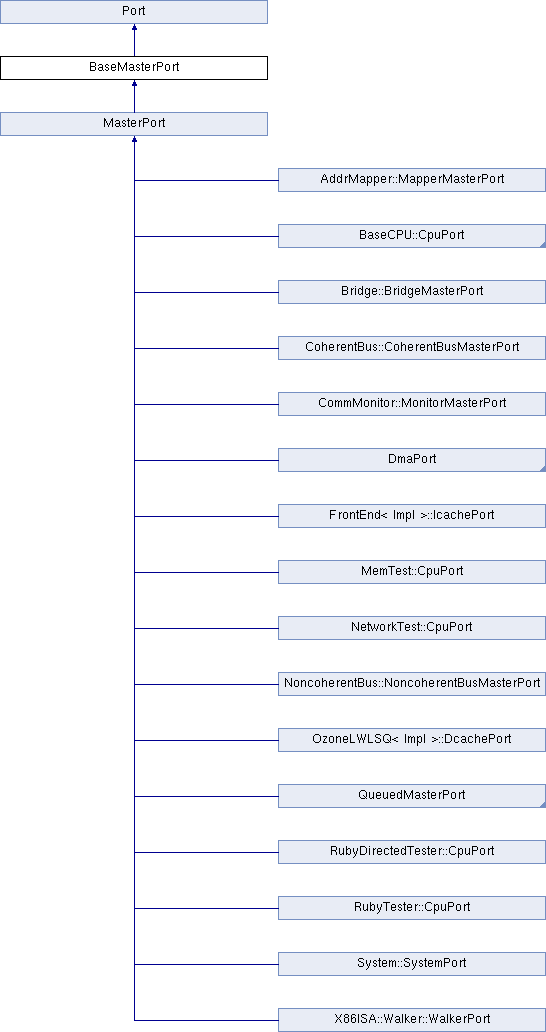 Port
BaseMasterPort
MasterPort
AddrMapper::MapperMasterPort
BaseCPU::CpuPort
Bridge::BridgeMasterPort
CoherentBus::CoherentBusMasterPort
CommMonitor::MonitorMasterPort
DmaPort
FrontEnd< Impl >::IcachePort
MemTest::CpuPort
NetworkTest::CpuPort
NoncoherentBus::NoncoherentBusMasterPort
OzoneLWLSQ< Impl >::DcachePort
QueuedMasterPort
RubyDirectedTester::CpuPort
RubyTester::CpuPort
System::SystemPort
X86ISA::Walker::WalkerPort